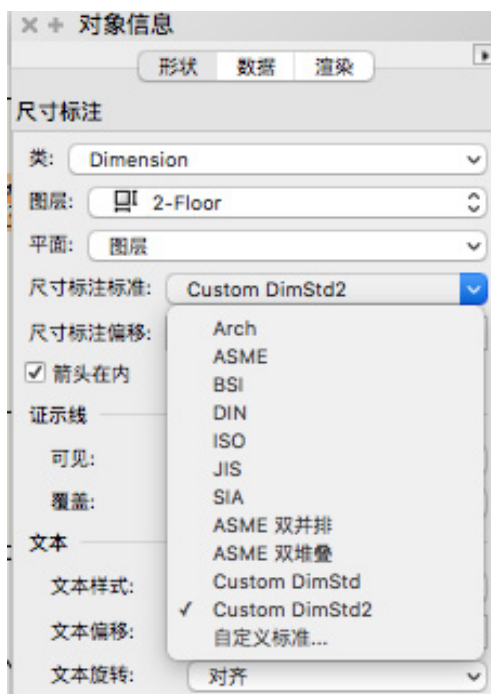 对象信息
形状 数据 渲染
尺寸标注
类: Dimension
图层: 2-Floor
平面: 图层
尺寸标注标准: Custom DimStd2
尺寸标注偏移:
Arch
箭头在内
ASME
BSI
证示线
DIN
ISO
可见:
JIS
覆盖:
SIA
ASME 双并排
文本
ASME 双堆叠
文本样式:
Custom DimStd
✓ Custom DimStd2
文本偏移:
自定义标准...
文本旋转: 对齐